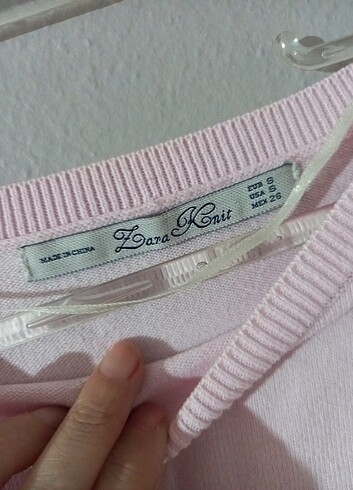 MADE IN CHINA
Zara Knit
EUR S
USA S
MEX 26